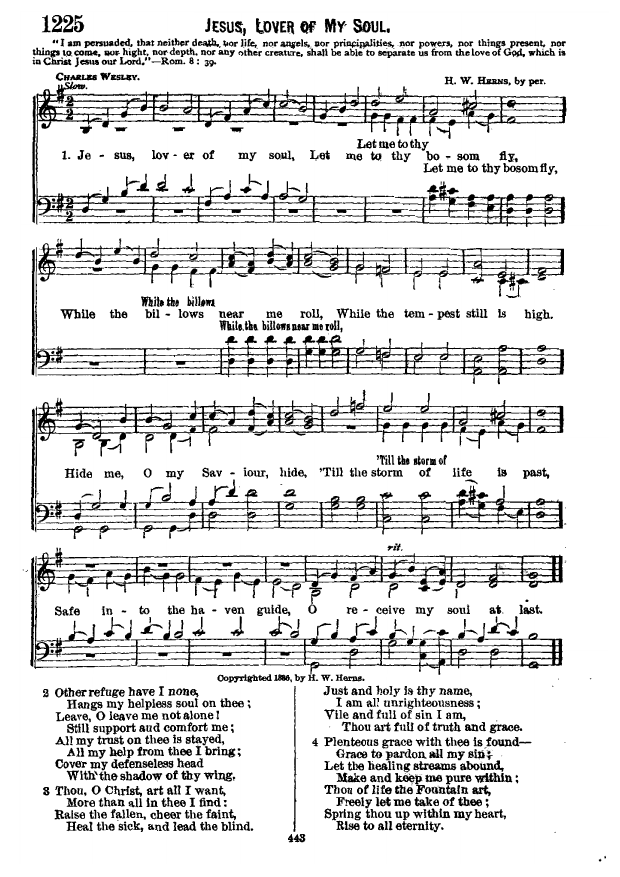 1225 JESUS, LOVER OF MY SOUL.
"I am persuaded, that neither death, nor life, nor angels, nor principalities, nor powers, nor things present, nor
things to come, nor hight, nor depth, nor any other creature, shall be able to separate us from the love of God, which is
in Christ Jesus our Lord."—Rom. 8 : 39.
CHARLES WESLEY. H. W. HERNS, by per.
Slow.
Let me to thy
1. Je - sus, lov - er of my soul, Let me to thy bo - som fly,
Let me to thy bosom fly,
While the billows
While the bil - lows near me roll, While the tem - pest still is high.
While the billows near me roll,
'Till the storm of
Hide me, O my Sav - iour, hide, 'Till the storm of life is past,
rit.
Safe in - to the ha - ven guide, O re - ceive my soul at last.
Copyrighted 1886, by H. W. Herns.
2 Other refuge have I none,
Hangs my helpless soul on thee ;
Leave, O leave me not alone !
Still support aud comfort me ;
All my trust on thee is stayed,
All my help from thee I bring ;
Cover my defenseless head
With the shadow of thy wing.
3 Thou, O Christ, art all I want,
More than all in thee I find :
Raise the fallen, cheer the faint,
Heal the sick, and lead the blind.
Just and holy is thy name,
I am all unrighteousness ;
Vile and full of sin I am,
Thou art full of truth and grace.
4 Plenteous grace with thee is found—
Grace to pardon all my sin ;
Let the healing streams abound,
Make and keep me pure within ;
Thou of life the Fountain art,
Freely let me take of thee ;
Spring thou up within my heart,
Rise to all eternity.
443